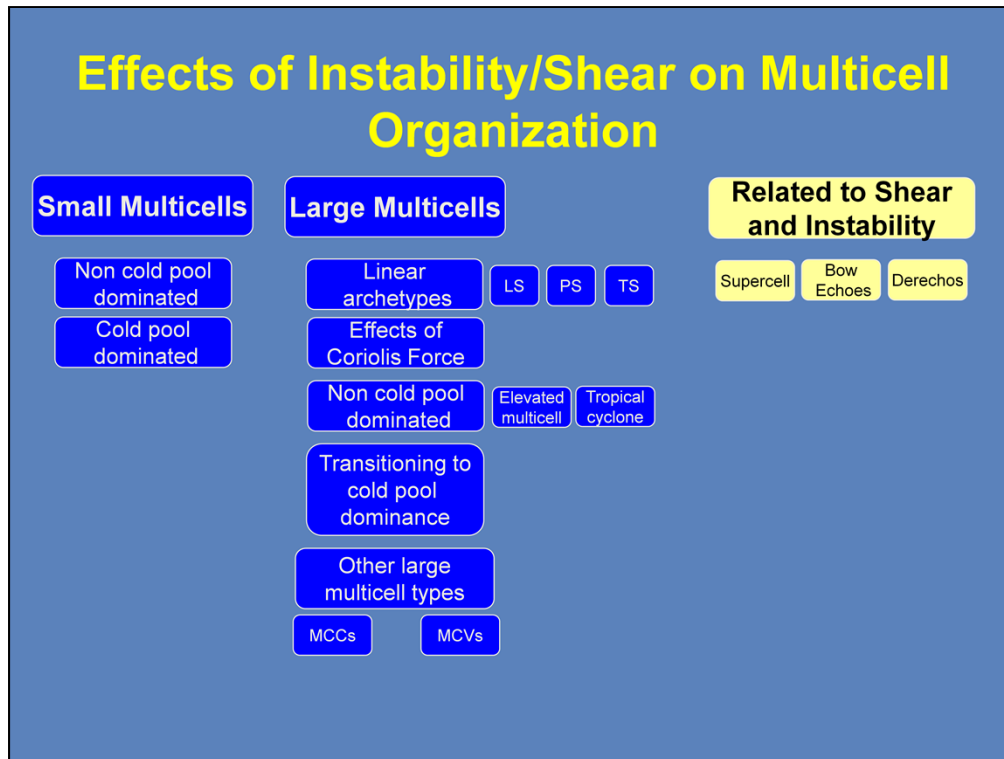 Effects of Instability/Shear on Multicell
Organization
Small Multicells
Non cold pool
dominated
Cold pool
dominated
Large Multicells
Linear
archetypes
LS
PS
TS
Effects of
Coriolis Force
Non cold pool
dominated
Elevated
multicell
Tropical
cyclone
Transitioning to
cold pool
dominance
Other large
multicell types
MCCs
MCVs
Related to Shear
and Instability
Supercell
Bow
Echoes
Derechos